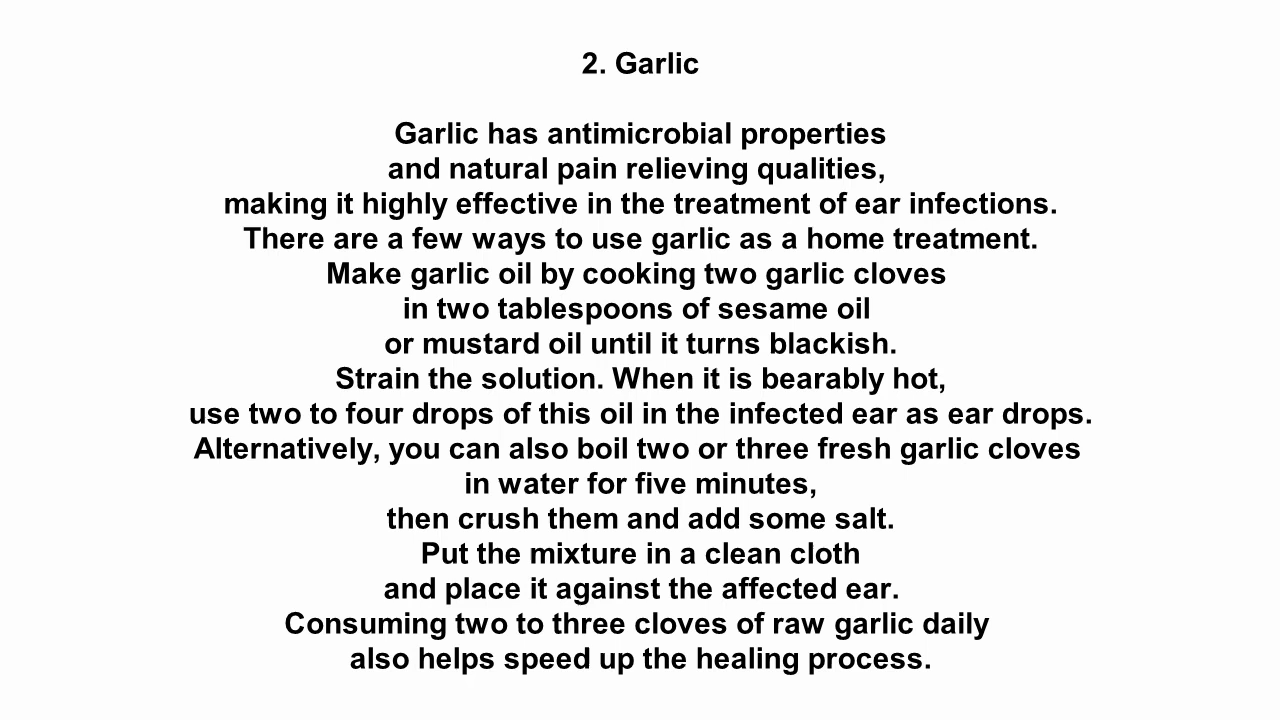 2. Garlic
Garlic has antimicrobial properties
and natural pain relieving qualities,
making it highly effective in the treatment of ear infections.
There are a few ways to use garlic as a home treatment.
Make garlic oil by cooking two garlic cloves
in two tablespoons of sesame oil
or mustard oil until it turns blackish.
Strain the solution. When it is bearably hot,
use two to four drops of this oil in the infected ear as ear drops.
Alternatively, you can also boil two or three fresh garlic cloves
in water for five minutes,
then crush them and add some salt.
Put the mixture in a clean cloth
and place it against the affected ear.
Consuming two to three cloves of raw garlic daily
also helps speed up the healing process.